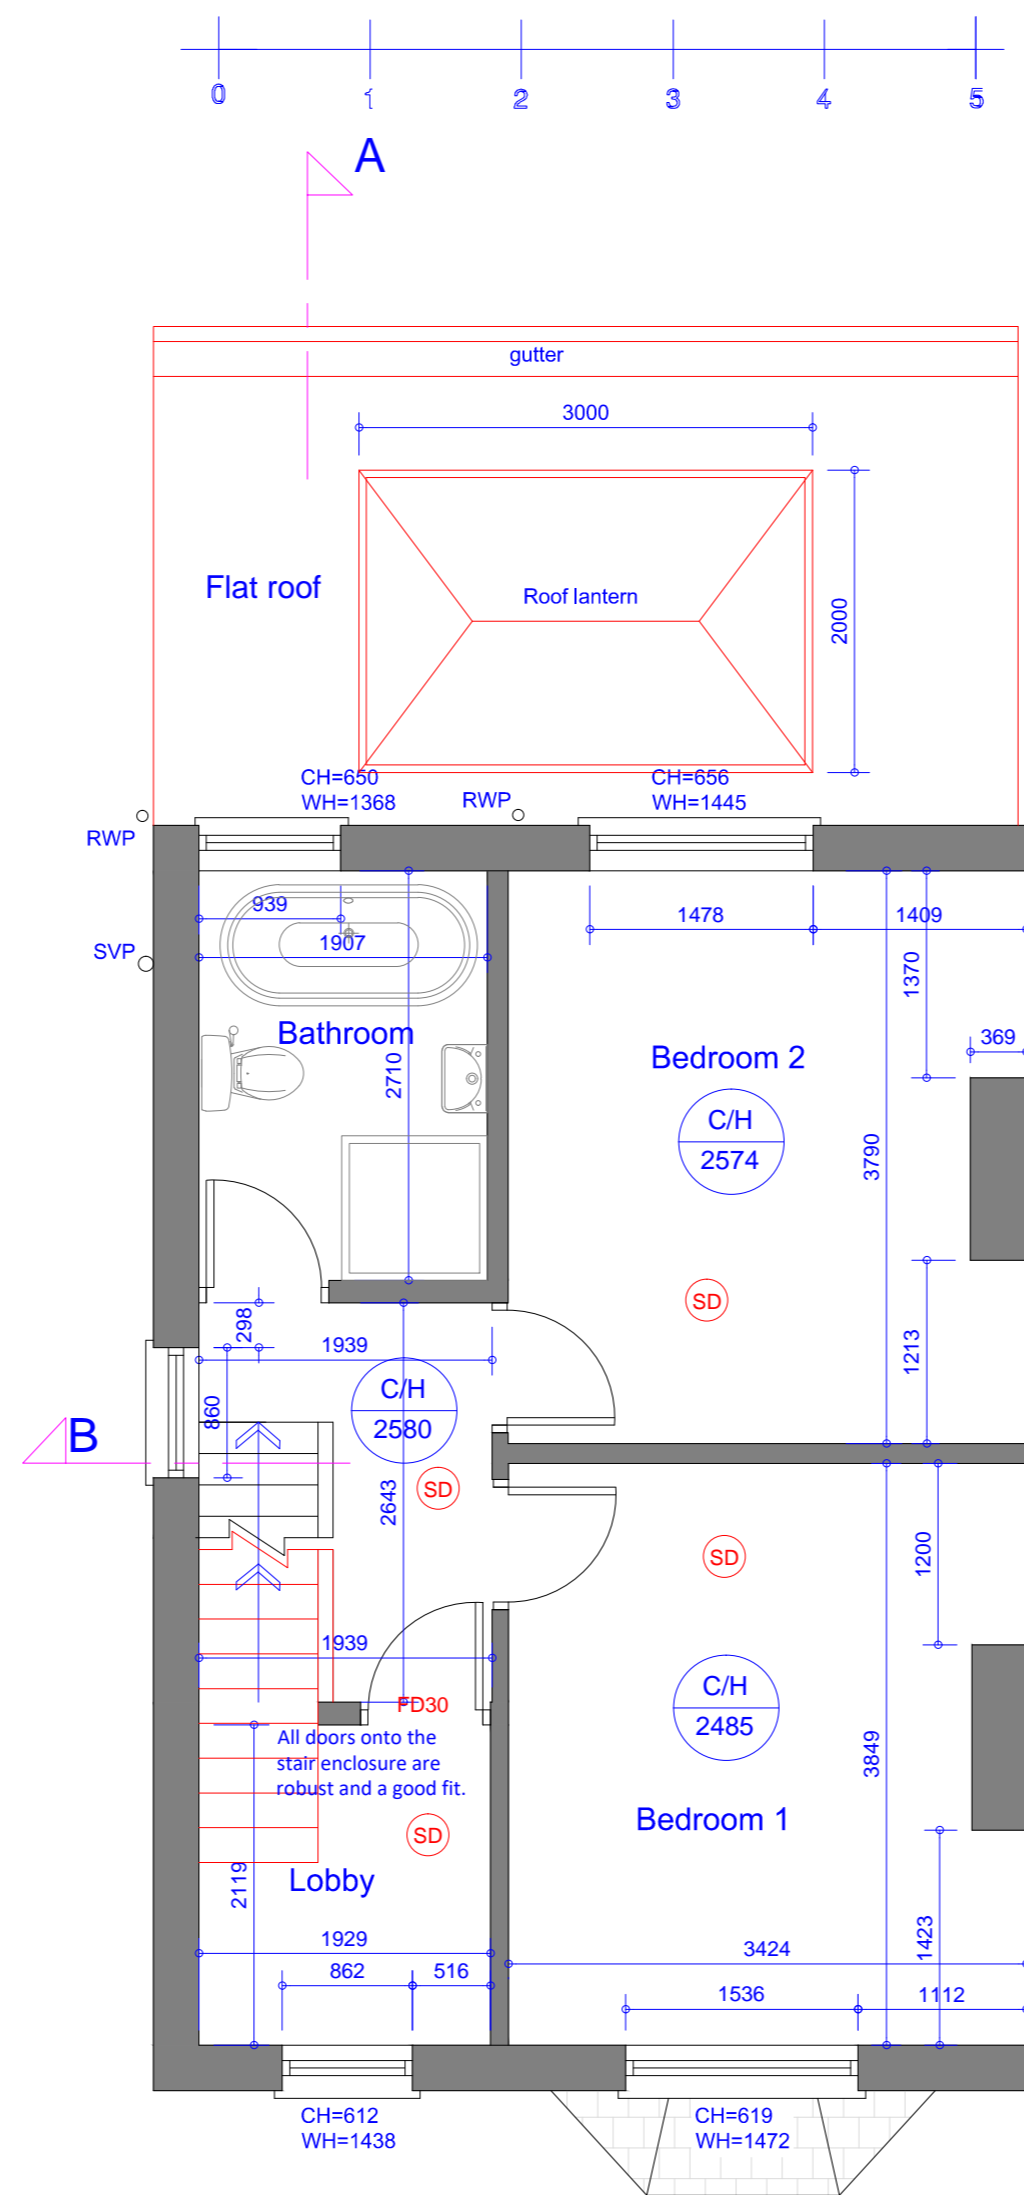 0 1 2 3 4 5
A
gutter
3000
Flat roof
Roof lantern
2000
CH=650
WH=1368
RWP
CH=656
WH=1445
RWP
939
1907
1478
1409
SVP
1370
Bathroom
2710
Bedroom 2
369
C/H
2574
3790
SD
298
1939
1213
860
C/H
2580
B
SD
2643
SD
1200
1939
FD30
C/H
2485
All doors onto the
stair enclosure are
robust and a good fit.
3849
Bedroom 1
SD
2119
Lobby
1423
1929
3424
862
516
1536
1112
CH=612
WH=1438
CH=619
WH=1472